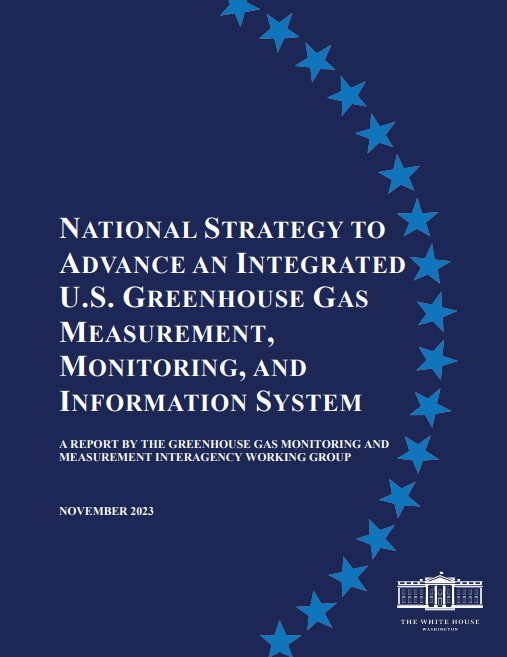 NATIONAL STRATEGY TO
ADVANCE AN INTEGRATED
U.S. GREENHOUSE GAS
MEASUREMENT,
MONITORING, AND
INFORMATION SYSTEM
A REPORT BY THE GREENHOUSE GAS MONITORING AND
MEASUREMENT INTERAGENCY WORKING GROUP
NOVEMBER 2023
THE WHITE HOUSE
WASHINGTON